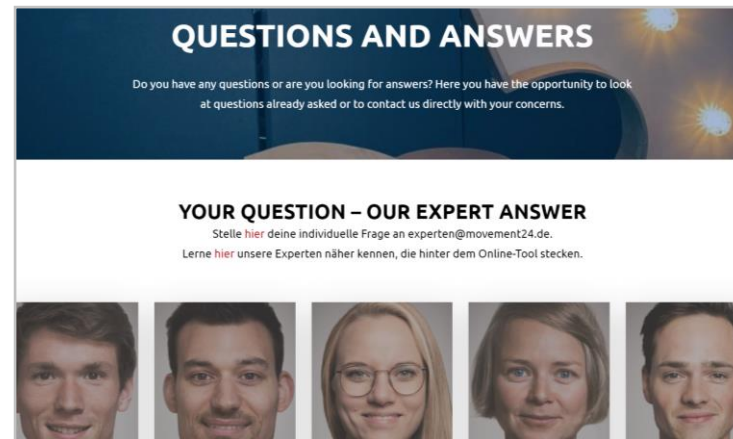 QUESTIONS AND ANSWERS
Do you have any questions or are you looking for answers? Here you have the opportunity to look
at questions already asked or to contact us directly with your concerns.
YOUR QUESTION – OUR EXPERT ANSWER
Stelle hier deine individuelle Frage an experten@movement24.de.
Lerne hier unsere Experten näher kennen, die hinter dem Online-Tool stecken.